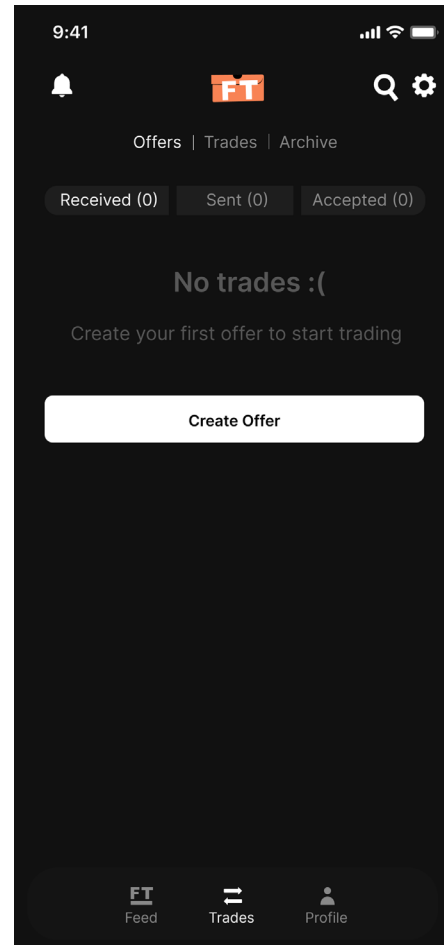 9:41
FT
Offers | Trades | Archive
Received (0) Sent (0) Accepted (0)
No trades :(
Create your first offer to start trading
Create Offer
FT
Feed Trades Profile